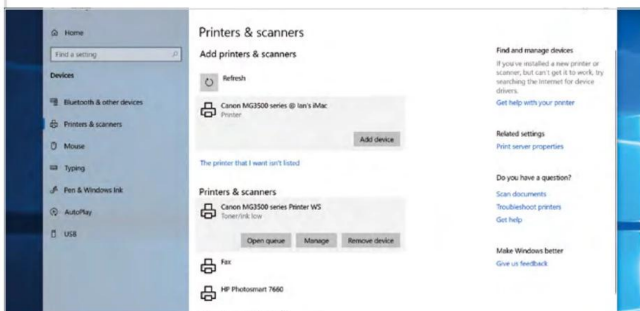 Home
Find a setting
Devices
Bluetooth & other devices
Printers & scanners
Mouse
Typing
Pen & Windows Ink
AutoPlay
USB
Printers & scanners
Add printers & scanners
Refresh
Canon MG3500 series @ Ian's iMac
Printer
Add device
The printer that I want isn't listed
Printers & scanners
Canon MG3500 series Printer WS
Toner/ink low
Open queue
Manage
Remove device
Fax
HP Photosmart 7660
Find and manage devices
If you've installed a new printer or
scanner, but can't get it to work, try
searching the Internet for device
drivers.
Get help with your printer
Related settings
Print server properties
Do you have a question?
Scan documents
Troubleshoot printers
Get help
Make Windows better
Give us feedback